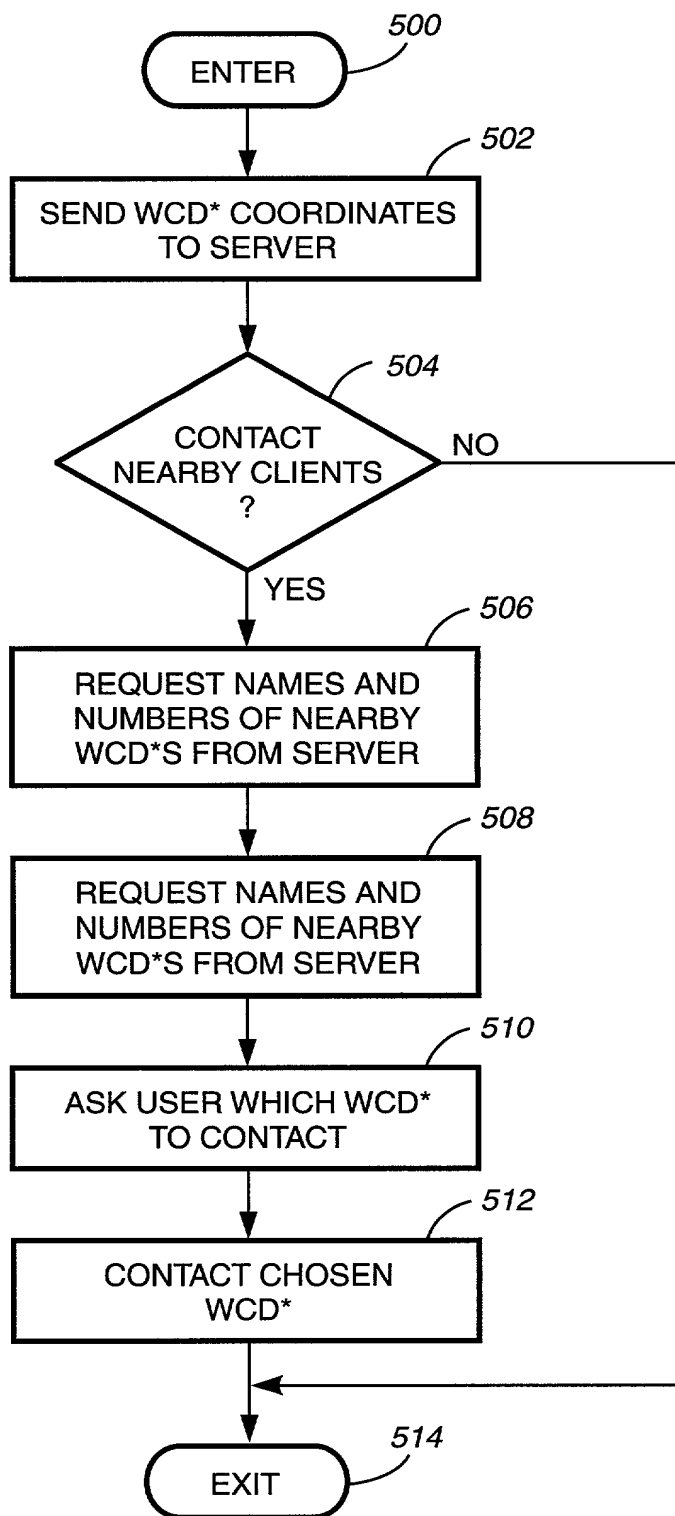 500
ENTER
502
SEND WCD* COORDINATES
TO SERVER
504
CONTACT
NEARBY CLIENTS
?
NO
YES
506
REQUEST NAMES AND
NUMBERS OF NEARBY
WCD*S FROM SERVER
508
REQUEST NAMES AND
NUMBERS OF NEARBY
WCD*S FROM SERVER
510
ASK USER WHICH WCD*
TO CONTACT
512
CONTACT CHOSEN
WCD*
514
EXIT